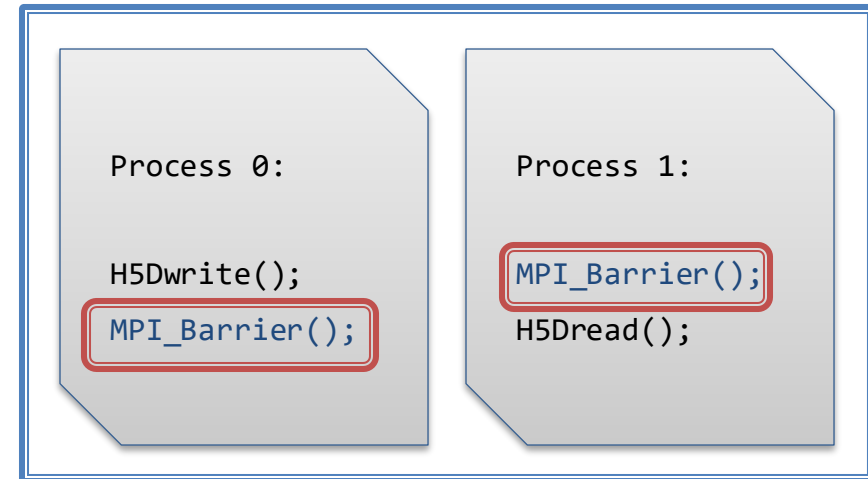 Process 0:
H5Dwrite();
MPI_Barrier();
Process 1:
MPI_Barrier();
H5Dread();